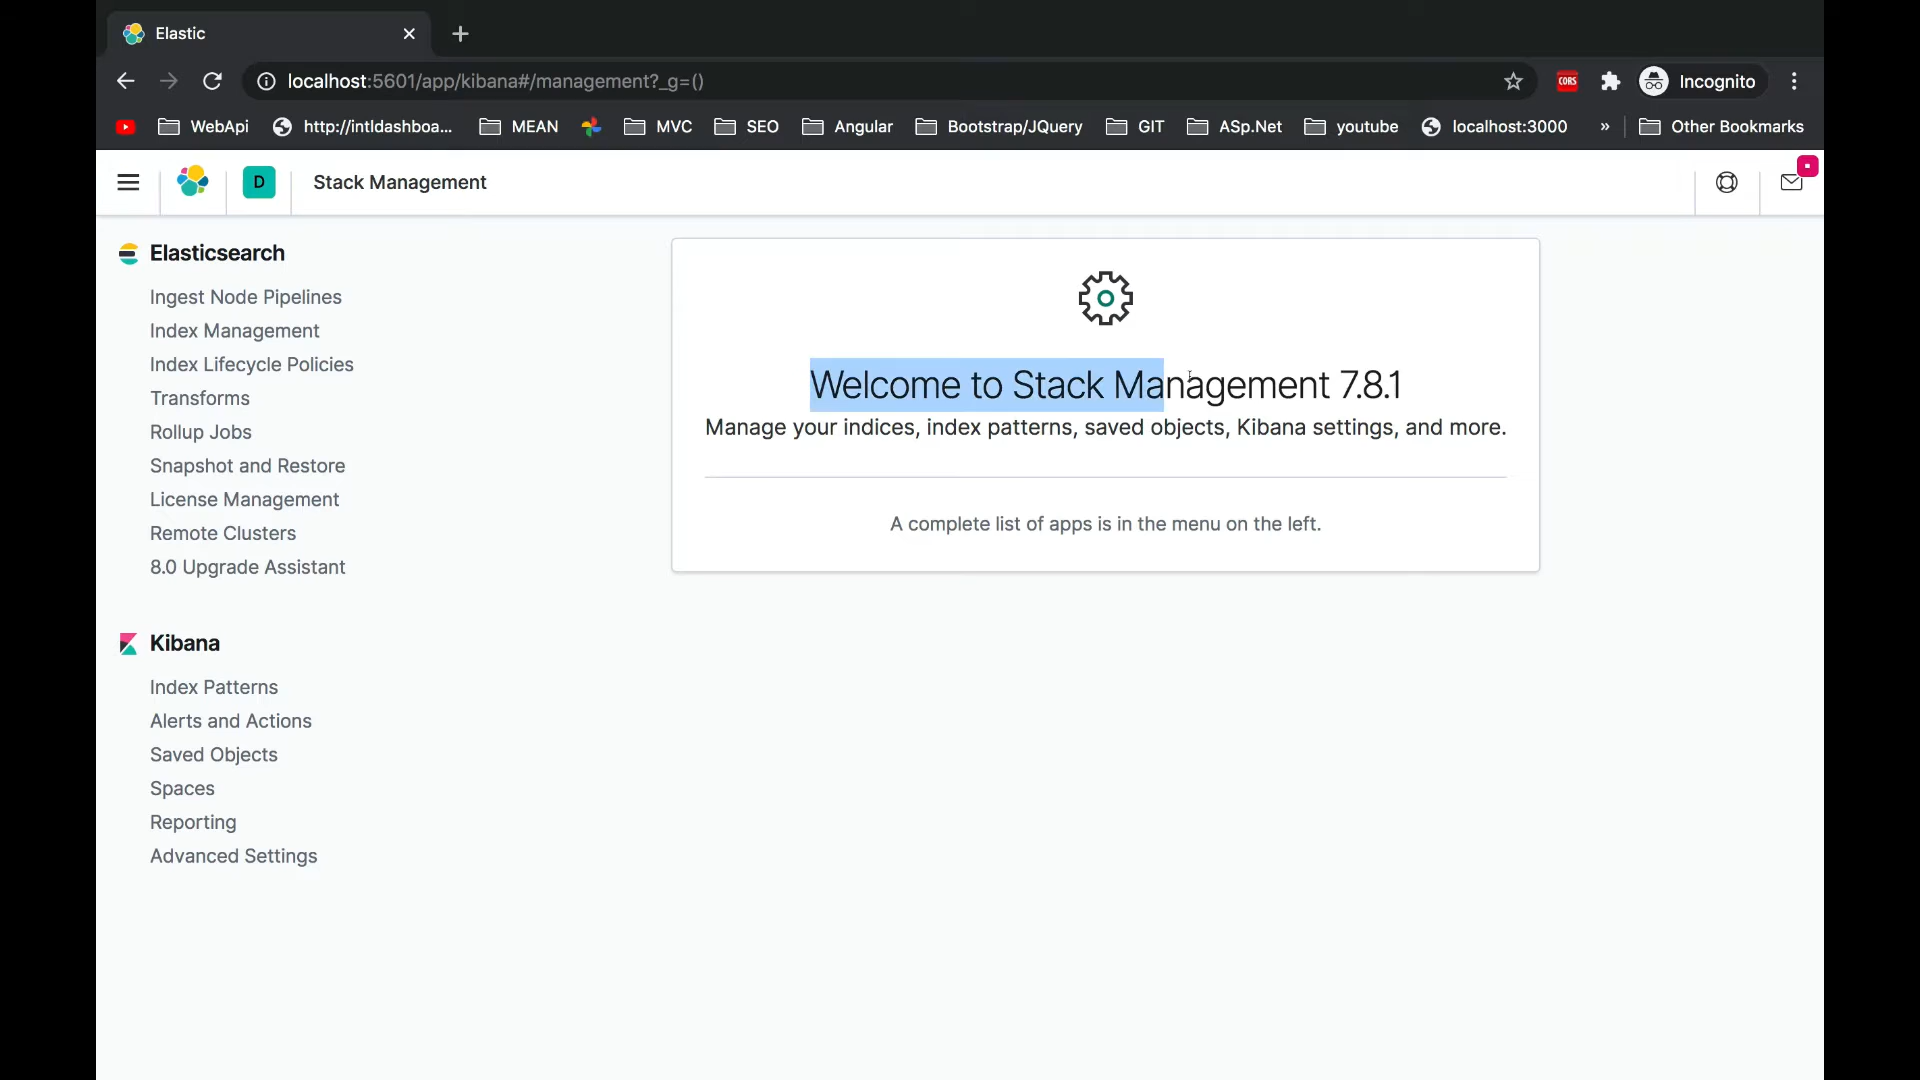 Elastic
localhost:5601/app/kibana#/management?_g=()
CORS
Incognito
WebApi
http://intldashboa...
MEAN
MVC
SEO
Angular
Bootstrap/JQuery
GIT
ASp.Net
youtube
localhost:3000
»
Other Bookmarks
D
Stack Management
Elasticsearch
Ingest Node Pipelines
Index Management
Index Lifecycle Policies
Transforms
Rollup Jobs
Snapshot and Restore
License Management
Remote Clusters
8.0 Upgrade Assistant
Kibana
Index Patterns
Alerts and Actions
Saved Objects
Spaces
Reporting
Advanced Settings
Welcome to Stack Management 7.8.1
Manage your indices, index patterns, saved objects, Kibana settings, and more.
A complete list of apps is in the menu on the left.